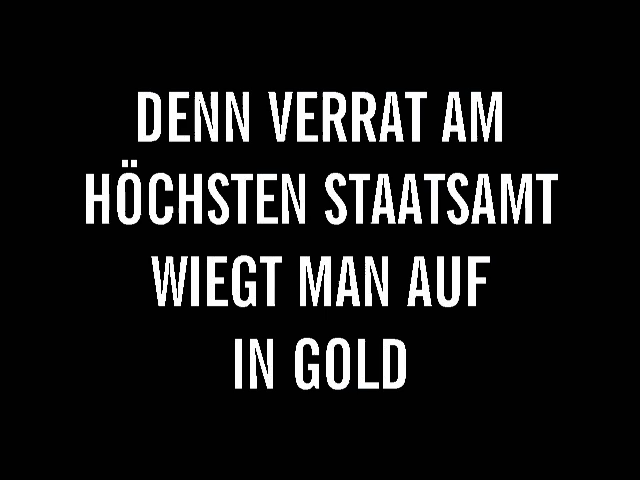 DENN VERRAT AM
HÖCHSTEN STAATSAMT
WIEGT MAN AUF
IN GOLD